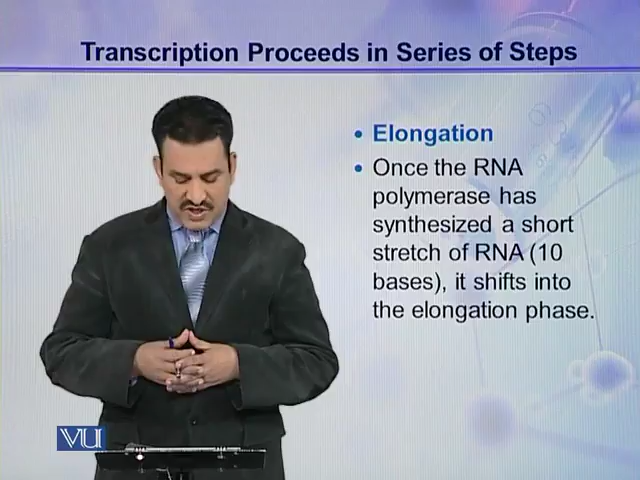 Transcription Proceeds in Series of Steps
• Elongation
• Once the RNA
polymerase has
synthesized a short
stretch of RNA (10
bases), it shifts into
the elongation phase.
VU